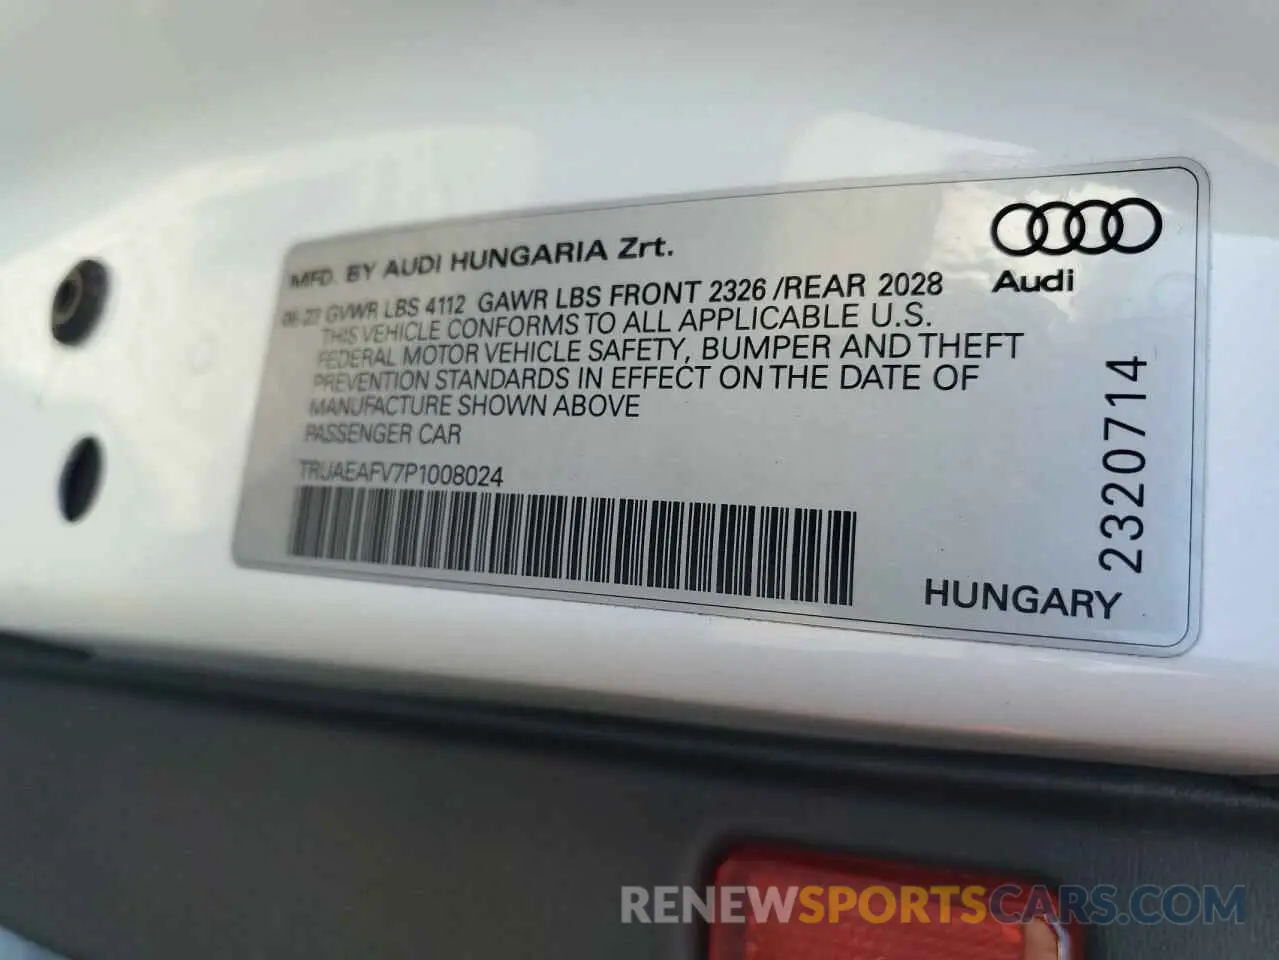 MFD. BY AUDI HUNGARIA Zrt.
GVWR LBS 4112 GAWR LBS FRONT 2326 /REAR 2028
THIS VEHICLE CONFORMS TO ALL APPLICABLE U.S.
FEDERAL MOTOR VEHICLE SAFETY, BUMPER AND THEFT
PREVENTION STANDARDS IN EFFECT ON THE DATE OF
MANUFACTURE SHOWN ABOVE
PASSENGER CAR
TRUAEAFV7P1008024
Audi
2320714
HUNGARY
RENEWSPORTSCARS.COM